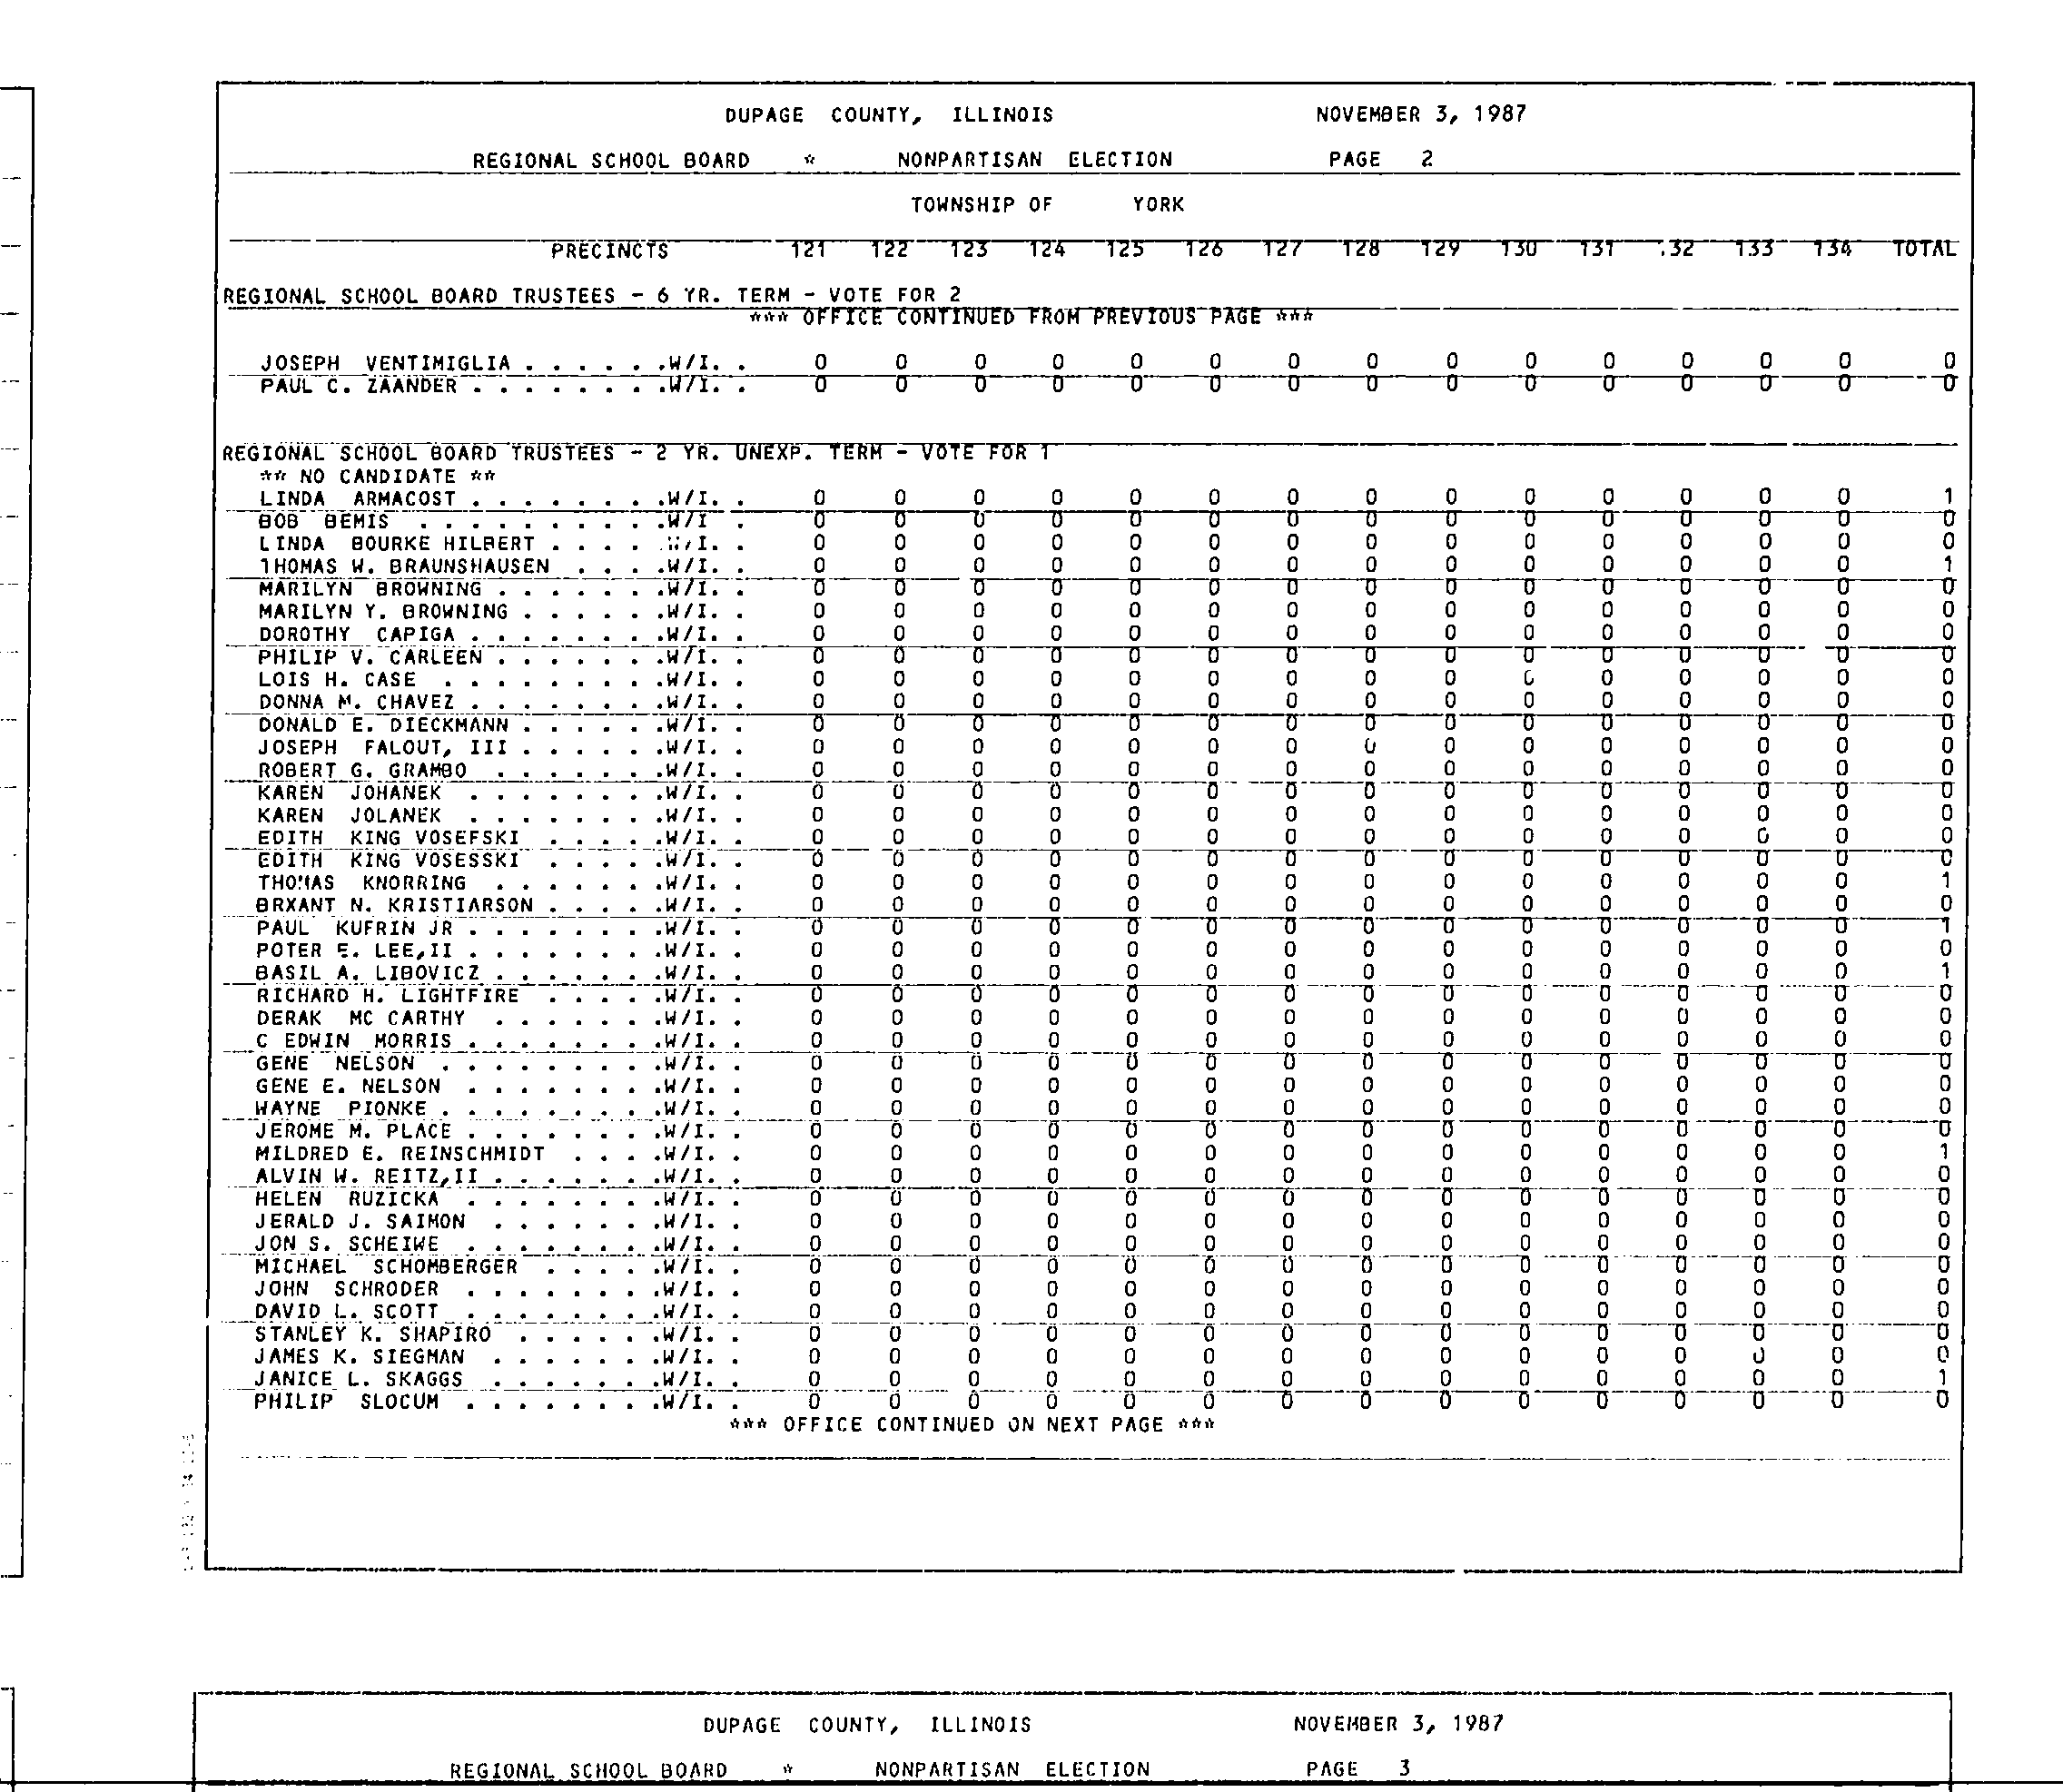 DUPAGE COUNTY, ILLINOIS NOVEMBER 3, 1987
REGIONAL SCHOOL BOARD * NONPARTISAN ELECTION PAGE 2
TOWNSHIP OF YORK
PRECINCTS 121 122 123 124 125 126 127 128 129 130 131 .32 133 134 TOTAL
REGIONAL SCHOOL BOARD TRUSTEES - 6 YR. TERM - VOTE FOR 2
*** OFFICE CONTINUED FROM PREVIOUS PAGE ***
JOSEPH VENTIMIGLIA . . . . . .W/I. . 0 0 0 0 0 0 0 0 0 0 0 0 0 0 0
PAUL C. ZAANDER . . . . . . . .W/I. . 0 0 0 0 0 0 0 0 0 0 0 0 0 0 0
REGIONAL SCHOOL BOARD TRUSTEES - 2 YR. UNEXP. TERM - VOTE FOR 1
** NO CANDIDATE **
LINDA ARMACOST . . . . . . . .W/I. . 0 0 0 0 0 0 0 0 0 0 0 0 0 0 1
BOB BEMIS . . . . . . . . . .W/I . 0 0 0 0 0 0 0 0 0 0 0 0 0 0 0
LINDA BOURKE HILBERT . . . . .W/I. . 0 0 0 0 0 0 0 0 0 0 0 0 0 0 0
THOMAS W. BRAUNSHAUSEN . . . .W/I. . 0 0 0 0 0 0 0 0 0 0 0 0 0 0 1
MARILYN BROWNING . . . . . . .W/I. . 0 0 0 0 0 0 0 0 0 0 0 0 0 0 0
MARILYN Y. BROWNING . . . . . .W/I. . 0 0 0 0 0 0 0 0 0 0 0 0 0 0 0
DOROTHY CAPIGA . . . . . . . .W/I. . 0 0 0 0 0 0 0 0 0 0 0 0 0 0 0
PHILIP V. CARLEEN . . . . . . .W/I. . 0 0 0 0 0 0 0 0 0 0 0 0 0 0 0
LOIS H. CASE . . . . . . . . .W/I. . 0 0 0 0 0 0 0 0 0 0 0 0 0 0 0
DONNA M. CHAVEZ . . . . . . . .W/I. . 0 0 0 0 0 0 0 0 0 0 0 0 0 0 0
DONALD E. DIECKMANN . . . . . .W/I. . 0 0 0 0 0 0 0 0 0 0 0 0 0 0 0
JOSEPH FALOUT, III . . . . . .W/I. . 0 0 0 0 0 0 0 0 0 0 0 0 0 0 0
ROBERT G. GRAMBO . . . . . . .W/I. . 0 0 0 0 0 0 0 0 0 0 0 0 0 0 0
KAREN JOHANEK . . . . . . . .W/I. . 0 0 0 0 0 0 0 0 0 0 0 0 0 0 0
KAREN JOLANEK . . . . . . . .W/I. . 0 0 0 0 0 0 0 0 0 0 0 0 0 0 0
EDITH KING VOSEFSKI . . . . .W/I. . 0 0 0 0 0 0 0 0 0 0 0 0 0 0 0
EDITH KING VOSESSKI . . . . .W/I. . 0 0 0 0 0 0 0 0 0 0 0 0 0 0 0
THOMAS KNORRING . . . . . . .W/I. . 0 0 0 0 0 0 0 0 0 0 0 0 0 0 1
BRXANT N. KRISTIARSON . . . . .W/I. . 0 0 0 0 0 0 0 0 0 0 0 0 0 0 0
PAUL KUFRIN JR . . . . . . . .W/I. . 0 0 0 0 0 0 0 0 0 0 0 0 0 0 1
POTER E. LEE,II . . . . . . . .W/I. . 0 0 0 0 0 0 0 0 0 0 0 0 0 0 0
BASIL A. LIBOVICZ . . . . . . .W/I. . 0 0 0 0 0 0 0 0 0 0 0 0 0 0 1
RICHARD H. LIGHTFIRE . . . . .W/I. . 0 0 0 0 0 0 0 0 0 0 0 0 0 0 0
DERAK MC CARTHY . . . . . . .W/I. . 0 0 0 0 0 0 0 0 0 0 0 0 0 0 0
C EDWIN MORRIS . . . . . . . .W/I. . 0 0 0 0 0 0 0 0 0 0 0 0 0 0 0
GENE NELSON . . . . . . . . .W/I. . 0 0 0 0 0 0 0 0 0 0 0 0 0 0 0
GENE E. NELSON . . . . . . . .W/I. . 0 0 0 0 0 0 0 0 0 0 0 0 0 0 0
WAYNE PIONKE . . . . . . . . .W/I. . 0 0 0 0 0 0 0 0 0 0 0 0 0 0 0
JEROME M. PLACE . . . . . . . .W/I. . 0 0 0 0 0 0 0 0 0 0 0 0 0 0 0
MILDRED E. REINSCHMIDT . . . .W/I. . 0 0 0 0 0 0 0 0 0 0 0 0 0 0 1
ALVIN W. REITZ,II . . . . . . .W/I. . 0 0 0 0 0 0 0 0 0 0 0 0 0 0 0
HELEN RUZICKA . . . . . . . .W/I. . 0 0 0 0 0 0 0 0 0 0 0 0 0 0 0
JERALD J. SAIMON . . . . . . .W/I. . 0 0 0 0 0 0 0 0 0 0 0 0 0 0 0
JON S. SCHEIWE . . . . . . . .W/I. . 0 0 0 0 0 0 0 0 0 0 0 0 0 0 0
MICHAEL SCHOMBERGER . . . . .W/I. . 0 0 0 0 0 0 0 0 0 0 0 0 0 0 0
JOHN SCHRODER . . . . . . . .W/I. . 0 0 0 0 0 0 0 0 0 0 0 0 0 0 0
DAVID L. SCOTT . . . . . . . .W/I. . 0 0 0 0 0 0 0 0 0 0 0 0 0 0 0
STANLEY K. SHAPIRO . . . . . .W/I. . 0 0 0 0 0 0 0 0 0 0 0 0 0 0 0
JAMES K. SIEGMAN . . . . . . .W/I. . 0 0 0 0 0 0 0 0 0 0 0 0 0 0 0
JANICE L. SKAGGS . . . . . . .W/I. . 0 0 0 0 0 0 0 0 0 0 0 0 0 0 1
PHILIP SLOCUM . . . . . . . .W/I. . 0 0 0 0 0 0 0 0 0 0 0 0 0 0 0
*** OFFICE CONTINUED ON NEXT PAGE ***
DUPAGE COUNTY, ILLINOIS NOVEMBER 3, 1987
REGIONAL SCHOOL BOARD * NONPARTISAN ELECTION PAGE 3